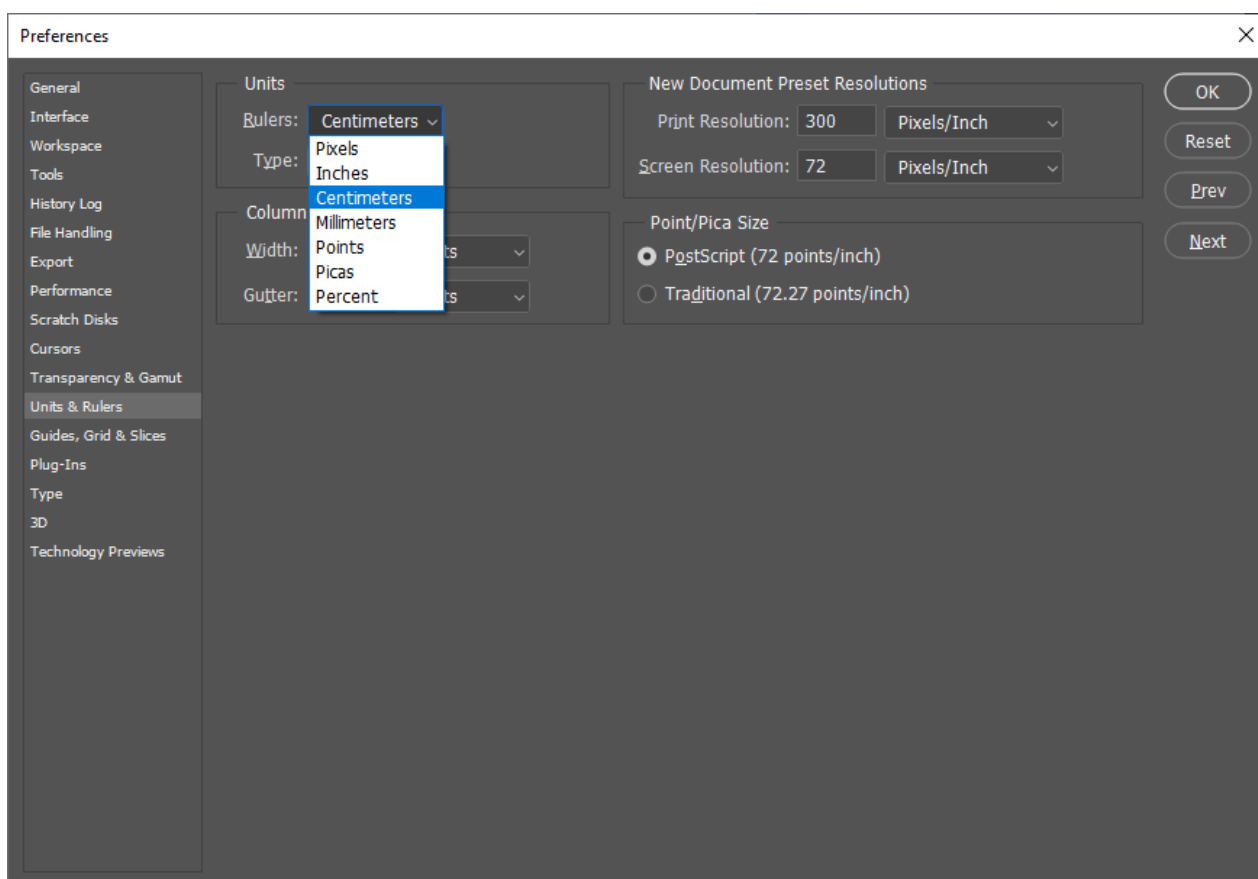 Preferences
General
Interface
Workspace
Tools
History Log
File Handling
Export
Performance
Scratch Disks
Cursors
Transparency & Gamut
Units & Rulers
Guides, Grid & Slices
Plug-Ins
Type
3D
Technology Previews
Units
Rulers: Centimeters
Pixels
Inches
Centimeters
Millimeters
Points
Picas
Percent
Type:
Column
Width: ts
Gutter: ts
New Document Preset Resolutions
Print Resolution: 300 Pixels/Inch
Screen Resolution: 72 Pixels/Inch
Point/Pica Size
PostScript (72 points/inch)
Traditional (72.27 points/inch)
OK
Reset
Prev
Next